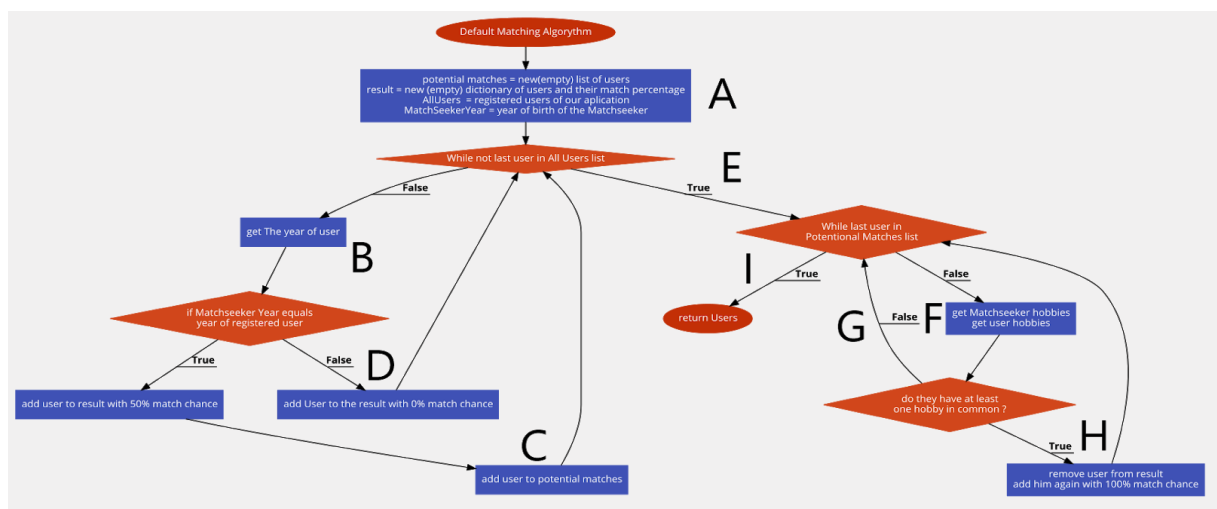 Default Matching Algorythm
potential matches = new(empty) list of users
result = new (empty) dictionary of users and their match percentage
AllUsers = registered users of our aplication
MatchSeekerYear = year of birth of the Matchseeker
A
While not last user in All Users list
E
False
True
get The year of user
B
While last user in
Potentional Matches list
I
True
False
if Matchseeker Year equals
year of registered user
return Users
G
False
F
get Matchseeker hobbies
get user hobbies
True
False
D
add user to result with 50% match chance
add User to the result with 0% match chance
do they have at least
one hobby in common ?
C
True
H
add user to potential matches
remove user from result
add him again with 100% match chance